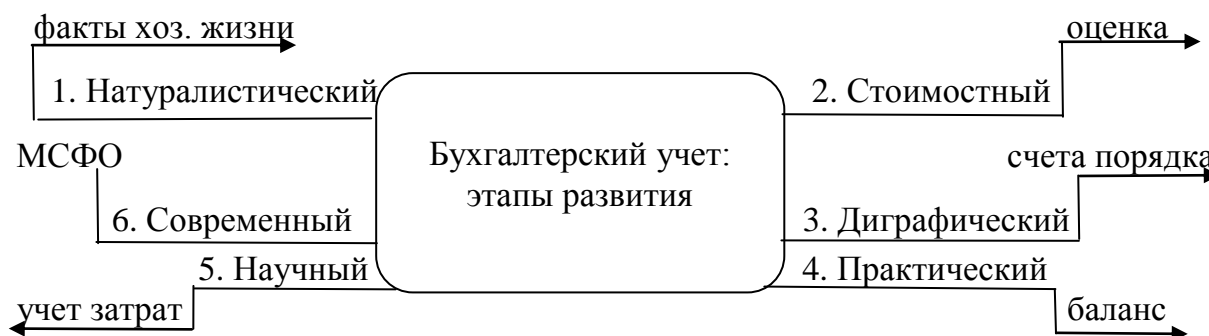 факты хоз. жизни
оценка
1. Натуралистический
2. Стоимостный
Бухгалтерский учет:
этапы развития
МСФО
счета порядка
6. Современный
3. Диграфический
5. Научный
4. Практический
учет затрат
баланс